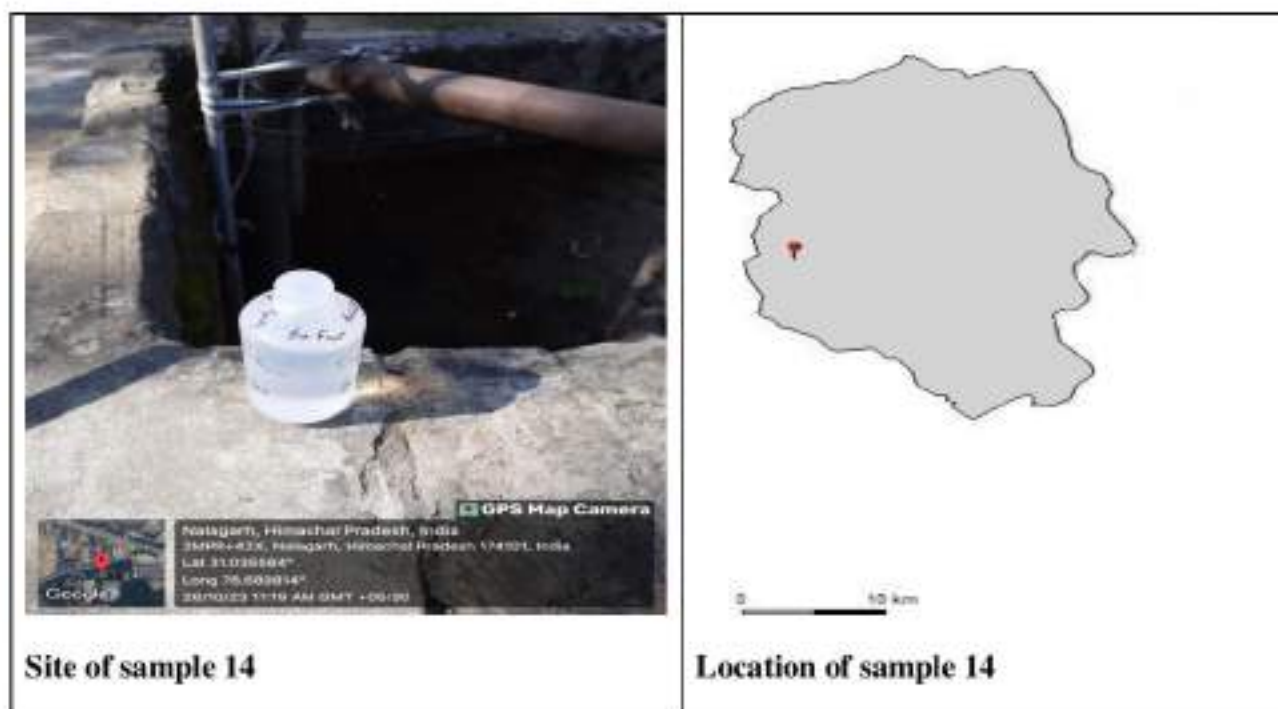 GPS Map Camera
Nalagarh, Himachal Pradesh, India
Nalagarh, Himachal Pradesh 174101, India
Lat 31.035584°
Long 76.683814°
11:19 AM GMT +05:30
Google
0 10 km
Site of sample 14
Location of sample 14